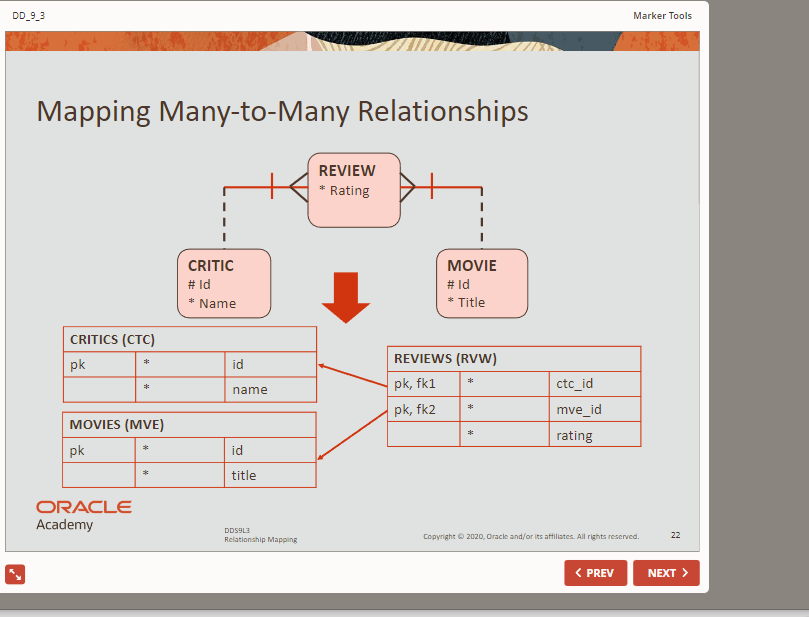 DD_9_3
Marker Tools
Mapping Many-to-Many Relationships
REVIEW
* Rating
CRITIC
# Id
* Name
MOVIE
# Id
* Title
CRITICS (CTC)
pk * id
* name
MOVIES (MVE)
pk * id
* title
REVIEWS (RVW)
pk, fk1 * ctc_id
pk, fk2 * mve_id
* rating
ORACLE
Academy
DDS9L3
Relationship Mapping
Copyright © 2020, Oracle and/or its affiliates. All rights reserved.
22
PREV
NEXT